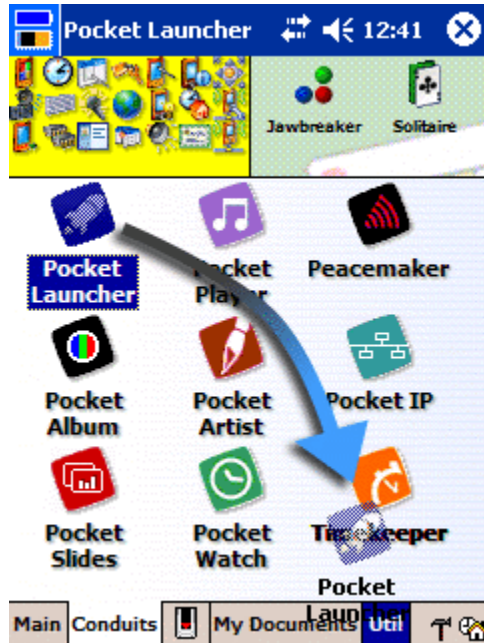 Pocket Launcher 12:41
Jawbreaker Solitaire
Pocket Launcher
Pocket Player
Peacemaker
Pocket Album
Pocket Artist
Pocket IP
Pocket Slides
Pocket Watch
Timekeeper
Pocket Launcher
Main Conduits My Documents Util